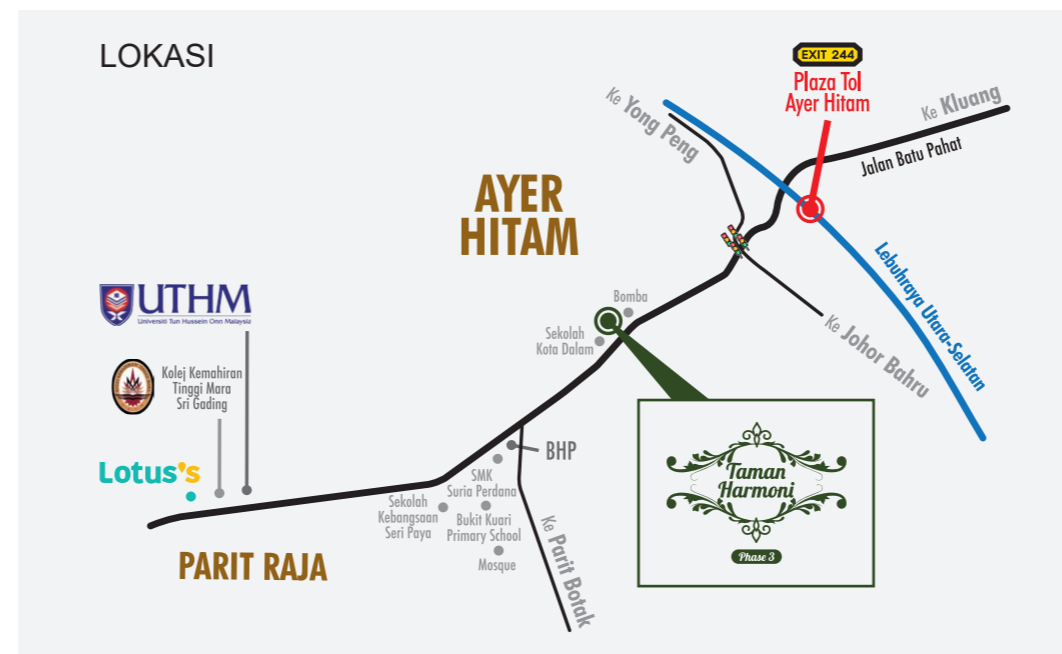 LOKASI
EXIT 244
Plaza Tol
Ayer Hitam
Ke Yong Peng
Ke Kluang
Jalan Batu Pahat
AYER
HITAM
Lebuhraya Utara-Selatan
UTHM
Universiti Tun Hussein Onn Malaysia
Bomba
Sekolah
Kota Dalam
Ke Johor Bahru
Kolej Kemahiran
Tinggi Mara
Sri Gading
Lotus's
BHP
SMK
Suria Perdana
Sekolah
Kebangsaan
Seri Paya
Bukit Kuari
Primary School
Mosque
Ke Parit Botak
Taman
Harmoni
Phase 3
PARIT RAJA